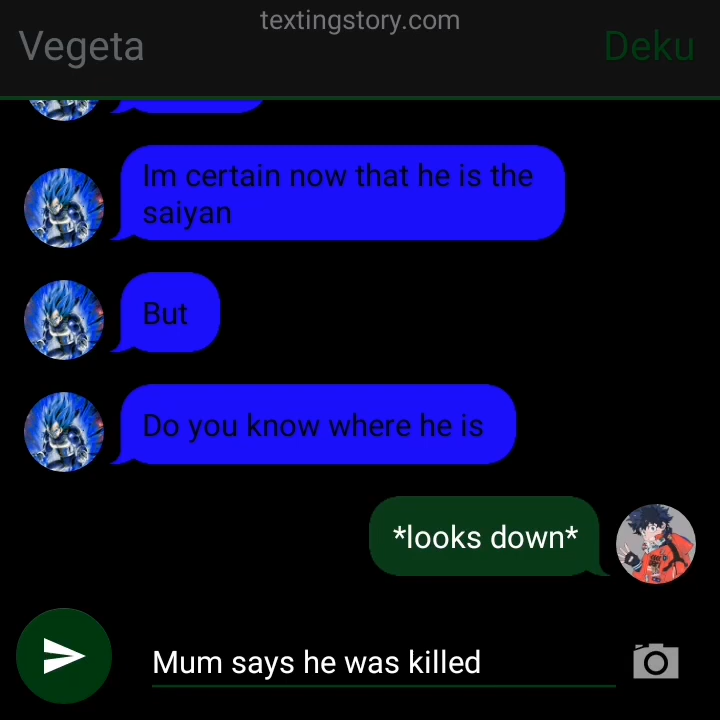 textingstory.com
Vegeta
Deku
Im certain now that he is the
saiyan
But
Do you know where he is
*looks down*
Mum says he was killed